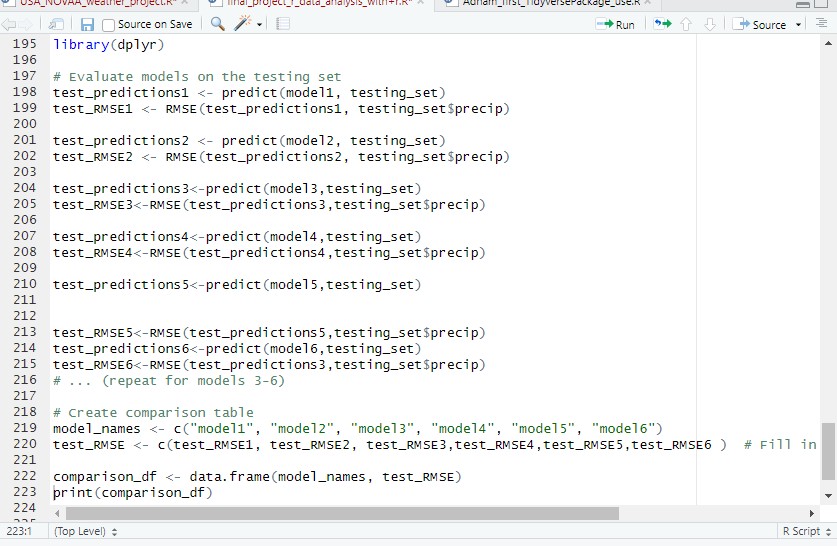 USA_NOVAA_weather_project.R*
final_project_r_data_analysis_with+r.R*
Adnam_first_TidyversePackage_use.R
Source on Save
Run
Source
195 library(dplyr)
196
197 # Evaluate models on the testing set
198 test_predictions1 <- predict(model1, testing_set)
199 test_RMSE1 <- RMSE(test_predictions1, testing_set$precip)
200
201 test_predictions2 <- predict(model2, testing_set)
202 test_RMSE2 <- RMSE(test_predictions2, testing_set$precip)
203
204 test_predictions3<-predict(model3,testing_set)
205 test_RMSE3<-RMSE(test_predictions3,testing_set$precip)
206
207 test_predictions4<-predict(model4,testing_set)
208 test_RMSE4<-RMSE(test_predictions4,testing_set$precip)
209
210 test_predictions5<-predict(model5,testing_set)
211
212
213 test_RMSE5<-RMSE(test_predictions5,testing_set$precip)
214 test_predictions6<-predict(model6,testing_set)
215 test_RMSE6<-RMSE(test_predictions3,testing_set$precip)
216 # ... (repeat for models 3-6)
217
218 # Create comparison table
219 model_names <- c("model1", "model2", "model3", "model4", "model5", "model6")
220 test_RMSE <- c(test_RMSE1, test_RMSE2, test_RMSE3,test_RMSE4,test_RMSE5,test_RMSE6 )  # Fill in
221
222 comparison_df <- data.frame(model_names, test_RMSE)
223 print(comparison_df)
224
223:1 (Top Level) R Script